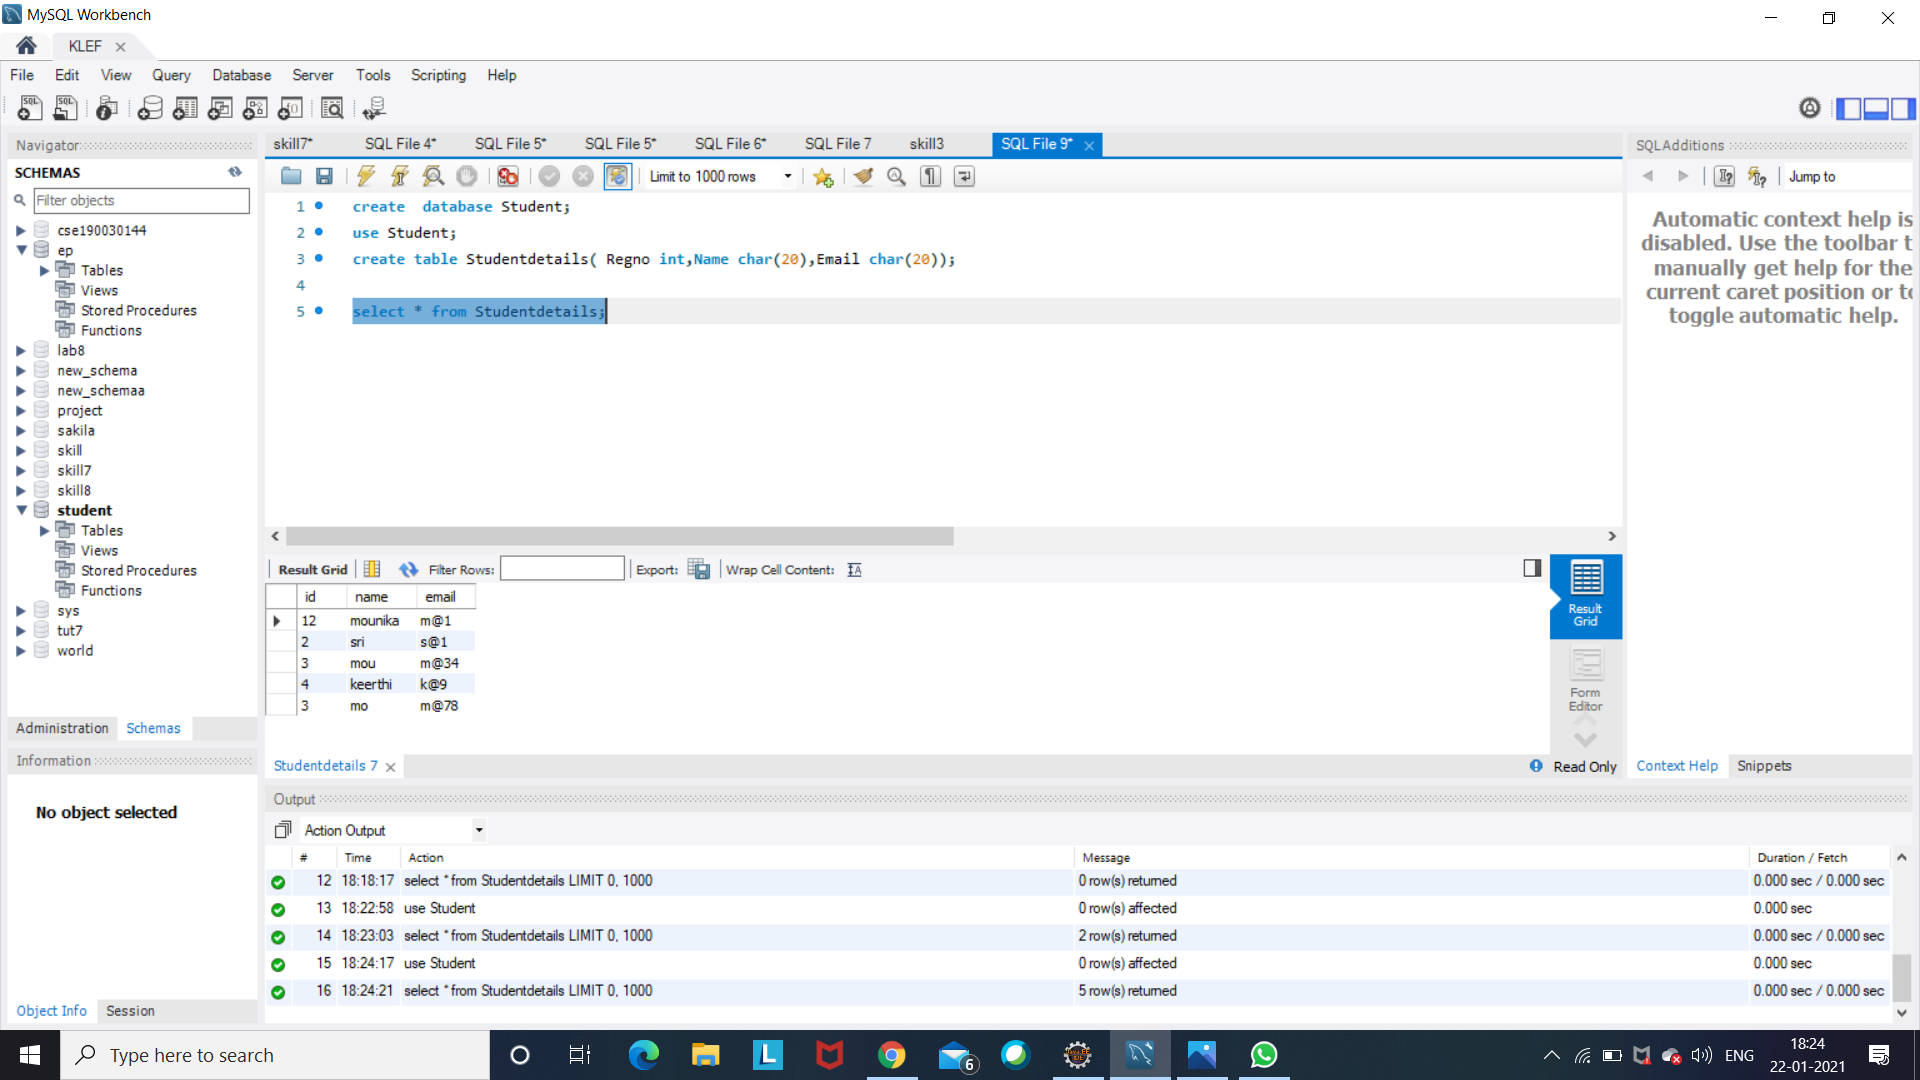 MySQL Workbench
KLEF
File Edit View Query Database Server Tools Scripting Help
Navigator
SCHEMAS
Filter objects
cse190030144
ep
Tables
Views
Stored Procedures
Functions
lab8
new_schema
new_schemaa
project
sakila
skill
skill7
skill8
student
Tables
Views
Stored Procedures
Functions
sys
tut7
world
Administration Schemas
Information
No object selected
Object Info Session
skill7* SQL File 4* SQL File 5* SQL File 5* SQL File 6* SQL File 7 skill3 SQL File 9*
Limit to 1000 rows
1 create database Student;
2 use Student;
3 create table Studentdetails( Regno int,Name char(20),Email char(20));
4
5 select * from Studentdetails;
Result Grid Filter Rows: Export: Wrap Cell Content:
id name email
12 mounika m@1
2 sri s@1
3 mou m@34
4 keerthi k@9
3 mo m@78
Result
Grid
Form
Editor
Studentdetails 7
Read Only
SQLAdditions
Jump to
Automatic context help is
disabled. Use the toolbar t
manually get help for the
current caret position or to
toggle automatic help.
Context Help Snippets
Output
Action Output
# Time Action Message Duration / Fetch
12 18:18:17 select * from Studentdetails LIMIT 0, 1000 0 row(s) returned 0.000 sec / 0.000 sec
13 18:22:58 use Student 0 row(s) affected 0.000 sec
14 18:23:03 select * from Studentdetails LIMIT 0, 1000 2 row(s) returned 0.000 sec / 0.000 sec
15 18:24:17 use Student 0 row(s) affected 0.000 sec
16 18:24:21 select * from Studentdetails LIMIT 0, 1000 5 row(s) returned 0.000 sec / 0.000 sec
Type here to search
L
6
ENG
18:24
22-01-2021